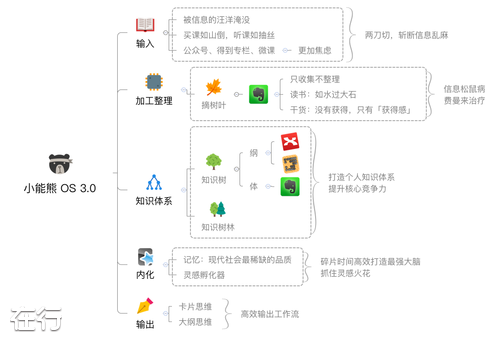 小能熊 OS 3.0
输入
被信息的汪洋淹没
买课如山倒，听课如抽丝
公众号、得到专栏、微课
更加焦虑
两刀切，斩断信息乱麻
加工整理
摘树叶
只收集不整理
读书：如水过大石
干货：没有获得，只有「获得感」
信息松鼠病
费曼来治疗
知识体系
知识树
纲
体
知识树林
打造个人知识体系
提升核心竞争力
内化
记忆：现代社会最稀缺的品质
灵感孵化器
碎片时间高效打造最强大脑
抓住灵感火花
输出
卡片思维
大纲思维
高效输出工作流
在行